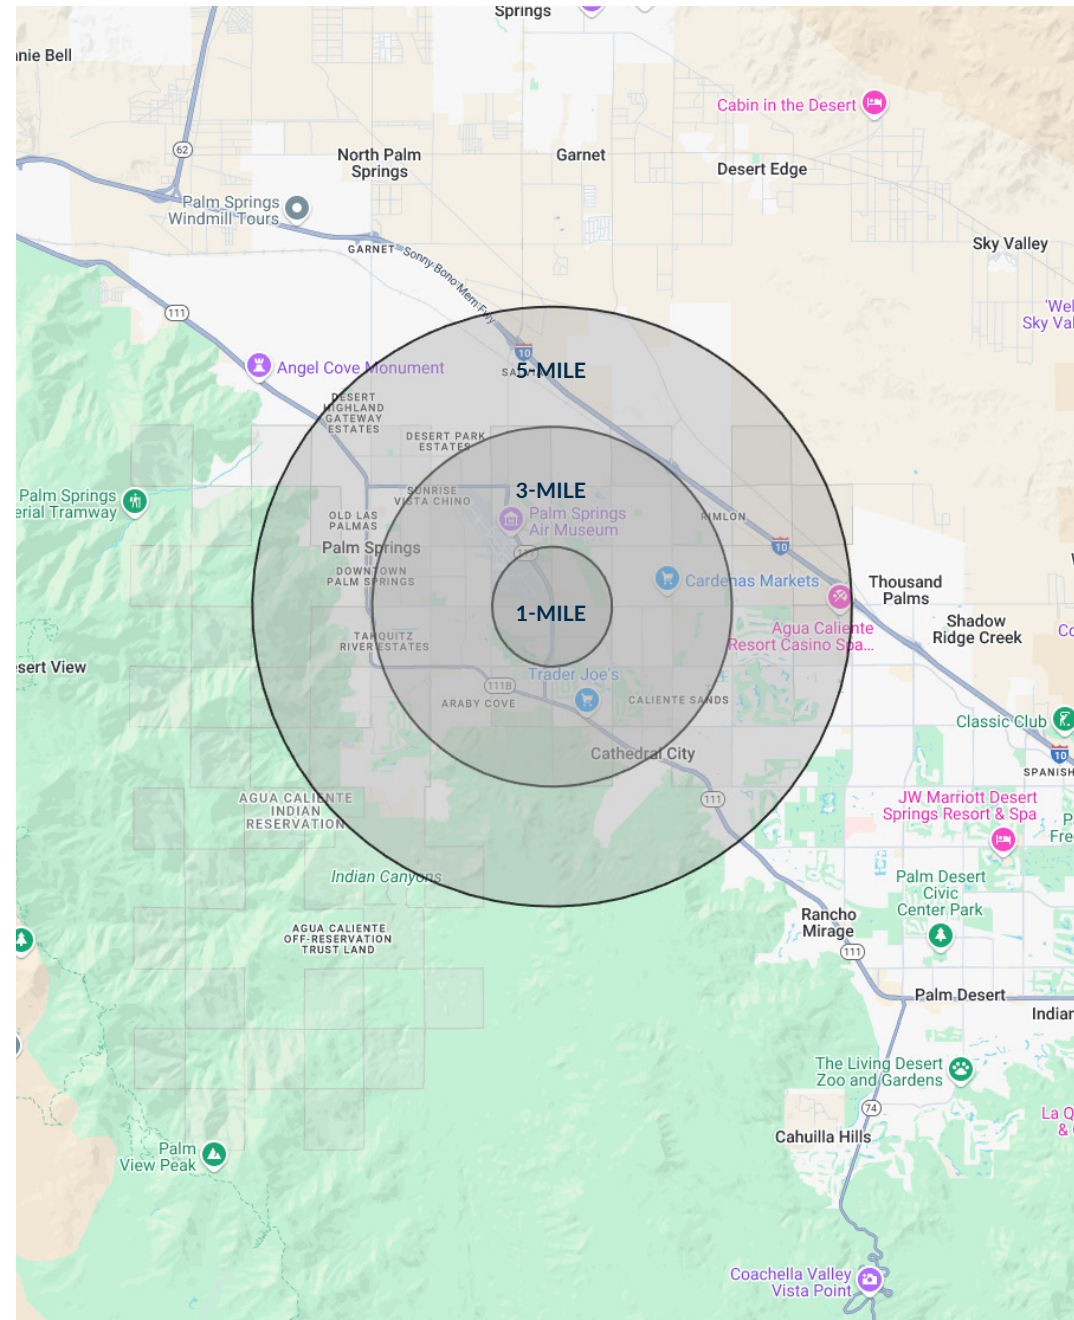 Springs
nie Bell
Cabin in the Desert
62
North Palm
Springs
Garnet
Desert Edge
Palm Springs
Windmill Tours
GARNET
Sonny Bono Mem Fwy
Sky Valley
'Wel
Sky Val
111
10
5-MILE
Angel Cove Monument
DESERT
HIGHLAND
GATEWAY
ESTATES
DESERT PARK
ESTATES
3-MILE
SUNRISE
VISTA CHINO
Palm Springs
erial Tramway
OLD LAS
PALMAS
Palm Springs
Air Museum
RIMLON
10
Palm Springs
DOWNTOWN
PALM SPRINGS
Cardenas Markets
Thousand
Palms
1-MILE
Shadow
Ridge Creek
Co
Agua Caliente
Resort Casino Spa...
TAHQUITZ
RIVER ESTATES
esert View
Trader Joe's
111B
ARABY COVE
CALIENTE SANDS
Classic Club
10
Cathedral City
SPANISH
AGUA CALIENTE
INDIAN
RESERVATION
111
JW Marriott Desert
Springs Resort & Spa
P
Fre
Indian Canyons
Palm Desert
Civic
Center Park
Rancho
Mirage
AGUA CALIENTE
OFF-RESERVATION
TRUST LAND
111
Palm Desert
Indian
The Living Desert
Zoo and Gardens
74
La Q
&
Cahuilla Hills
Palm
View Peak
Coachella Valley
Vista Point